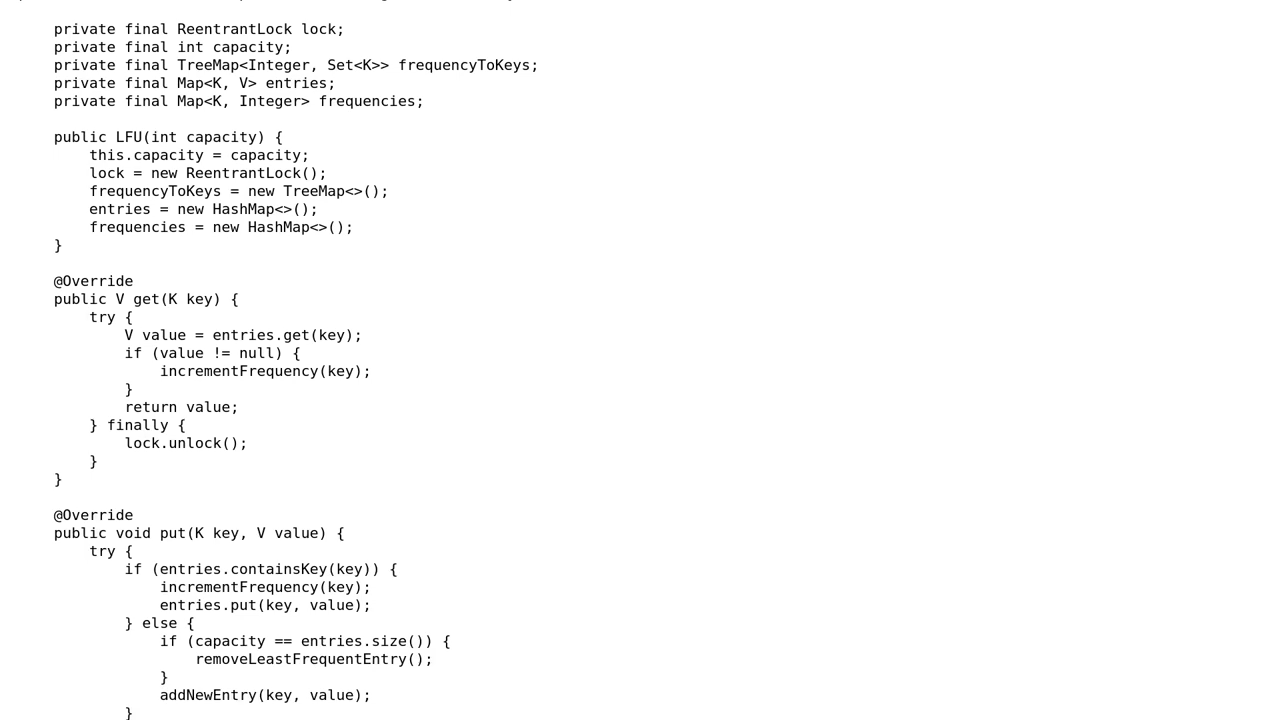 private final ReentrantLock lock;
    private final int capacity;
    private final TreeMap<Integer, Set<K>> frequencyToKeys;
    private final Map<K, V> entries;
    private final Map<K, Integer> frequencies;

    public LFU(int capacity) {
        this.capacity = capacity;
        lock = new ReentrantLock();
        frequencyToKeys = new TreeMap<>();
        entries = new HashMap<>();
        frequencies = new HashMap<>();
    }

    @Override
    public V get(K key) {
        try {
            V value = entries.get(key);
            if (value != null) {
                incrementFrequency(key);
            }
            return value;
        } finally {
            lock.unlock();
        }
    }

    @Override
    public void put(K key, V value) {
        try {
            if (entries.containsKey(key)) {
                incrementFrequency(key);
                entries.put(key, value);
            } else {
                if (capacity == entries.size()) {
                    removeLeastFrequentEntry();
                }
                addNewEntry(key, value);
            }